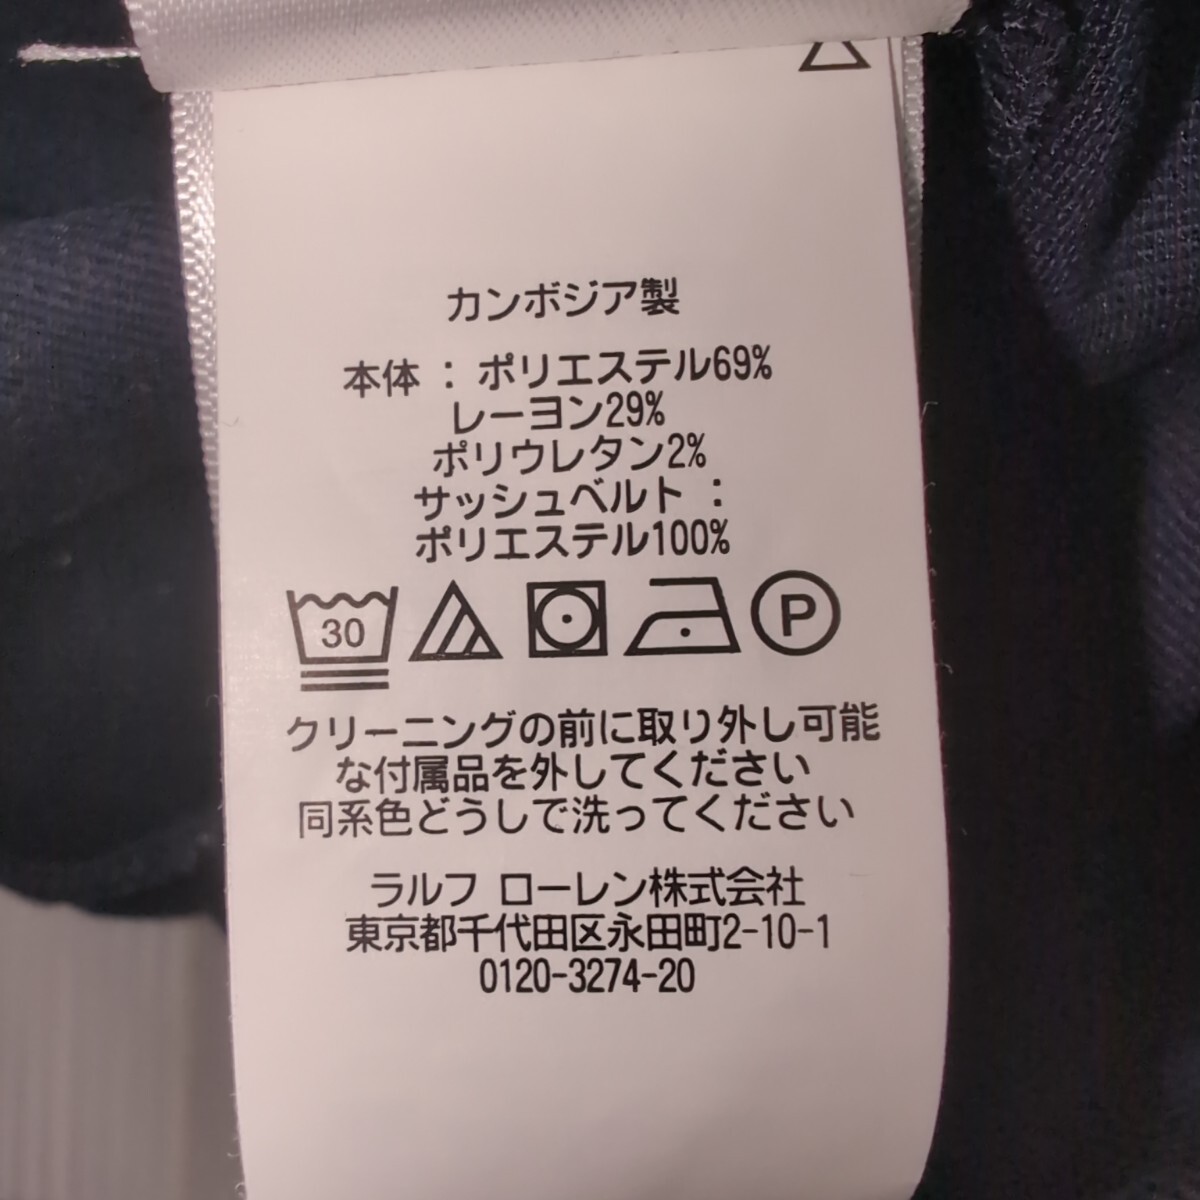 カンボジア製
本体 : ポリエステル69%
レーヨン29%
ポリウレタン2%
サッシュベルト :
ポリエステル100%
30 P
クリーニングの前に取り外し可能
な付属品を外してください
同系色どうしで洗ってください
ラルフ ローレン株式会社
東京都千代田区永田町2-10-1
0120-3274-20